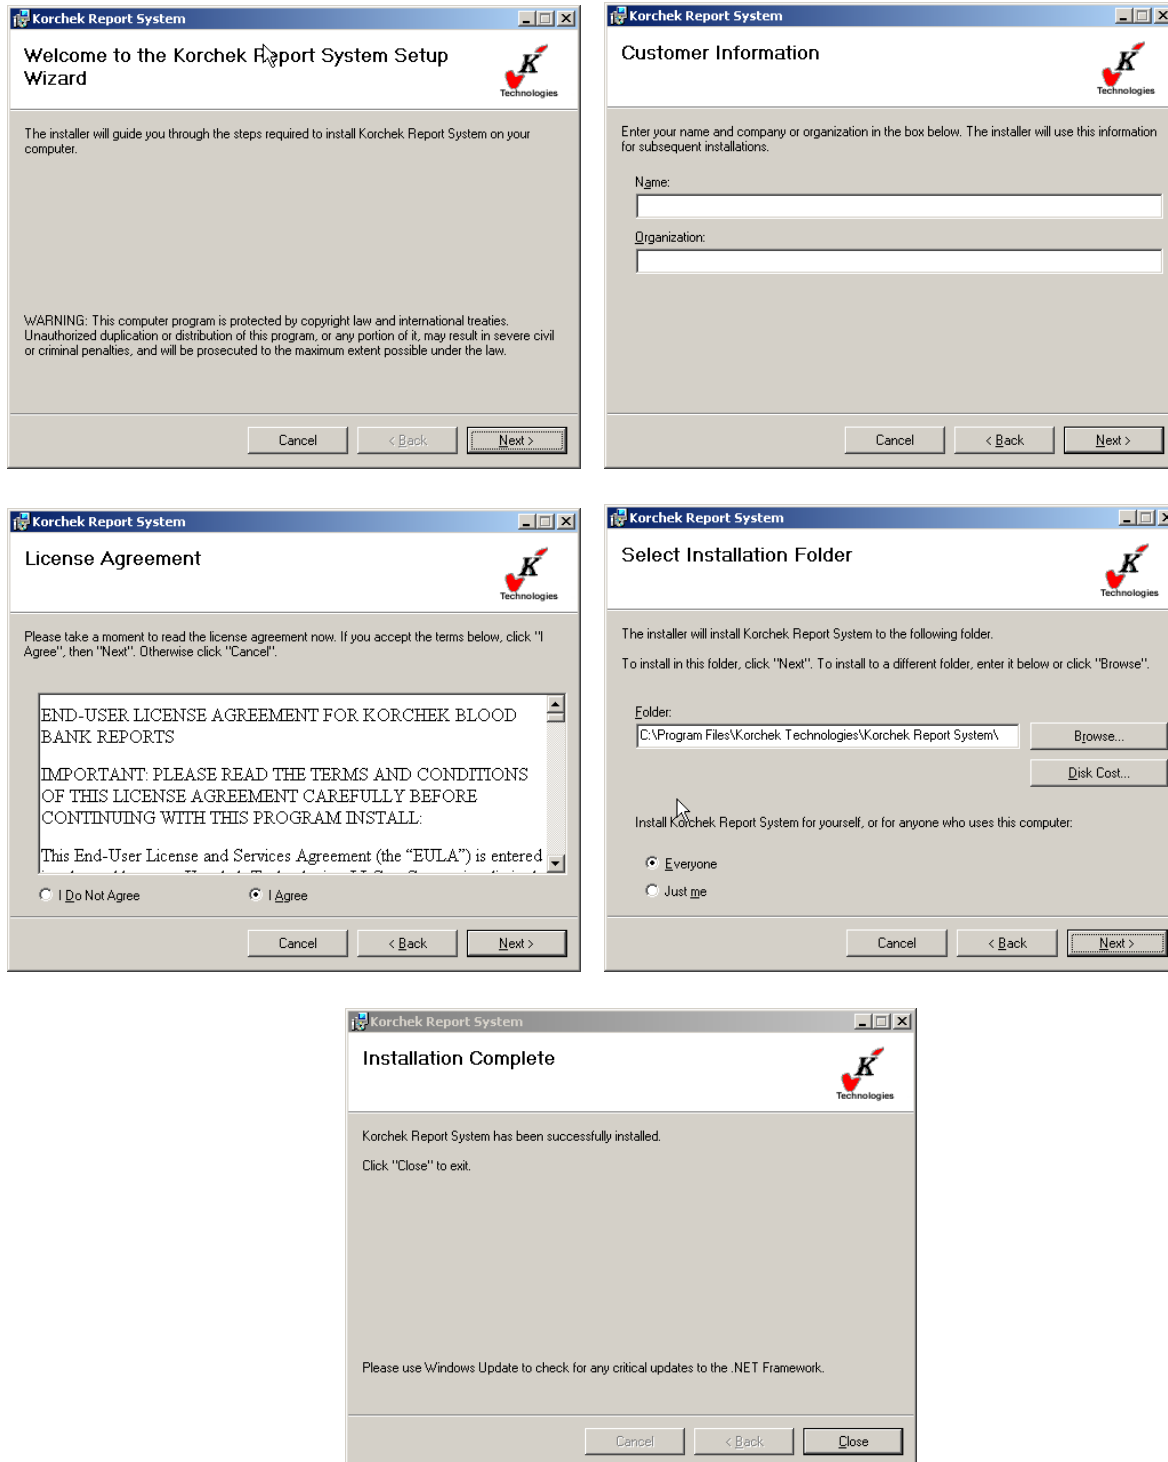 Korchek Report System
Welcome to the Korchek Report System Setup
Wizard
K
Technologies
The installer will guide you through the steps required to install Korchek Report System on your
computer.
WARNING: This computer program is protected by copyright law and international treaties.
Unauthorized duplication or distribution of this program, or any portion of it, may result in severe civil
or criminal penalties, and will be prosecuted to the maximum extent possible under the law.
Cancel
< Back
Next >
Korchek Report System
Customer Information
K
Technologies
Enter your name and company or organization in the box below. The installer will use this information
for subsequent installations.
Name:
Organization:
Cancel
< Back
Next >
Korchek Report System
License Agreement
K
Technologies
Please take a moment to read the license agreement now. If you accept the terms below, click "I
Agree", then "Next". Otherwise click "Cancel".
END-USER LICENSE AGREEMENT FOR KORCHEK BLOOD
BANK REPORTS
IMPORTANT: PLEASE READ THE TERMS AND CONDITIONS
OF THIS LICENSE AGREEMENT CAREFULLY BEFORE
CONTINUING WITH THIS PROGRAM INSTALL:
This End-User License and Services Agreement (the “EULA”) is entered
I Do Not Agree
I Agree
Cancel
< Back
Next >
Korchek Report System
Select Installation Folder
K
Technologies
The installer will install Korchek Report System to the following folder.
To install in this folder, click "Next". To install to a different folder, enter it below or click "Browse".
Folder:
C:\Program Files\Korchek Technologies\Korchek Report System\
Browse...
Disk Cost...
Install Korchek Report System for yourself, or for anyone who uses this computer:
Everyone
Just me
Cancel
< Back
Next >
Korchek Report System
Installation Complete
K
Technologies
Korchek Report System has been successfully installed.
Click "Close" to exit.
Please use Windows Update to check for any critical updates to the .NET Framework.
Cancel
< Back
Close